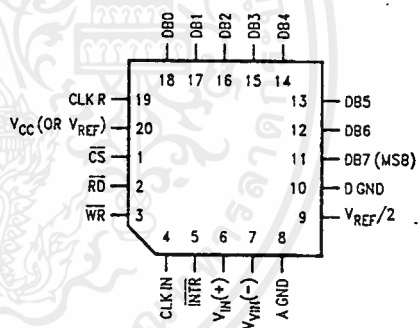 DB0 DB1 DB2 DB3 DB4
18 17 16 15 14
CLK R 19 13 DB5
VCC (OR VREF) 20 12 DB6
CS 1 11 DB7 (MSB)
RD 2 10 D GND
WR 3 9 VREF/2
4 5 6 7 8
CLK IN INTR VIN(+) VVIN(-) A GND